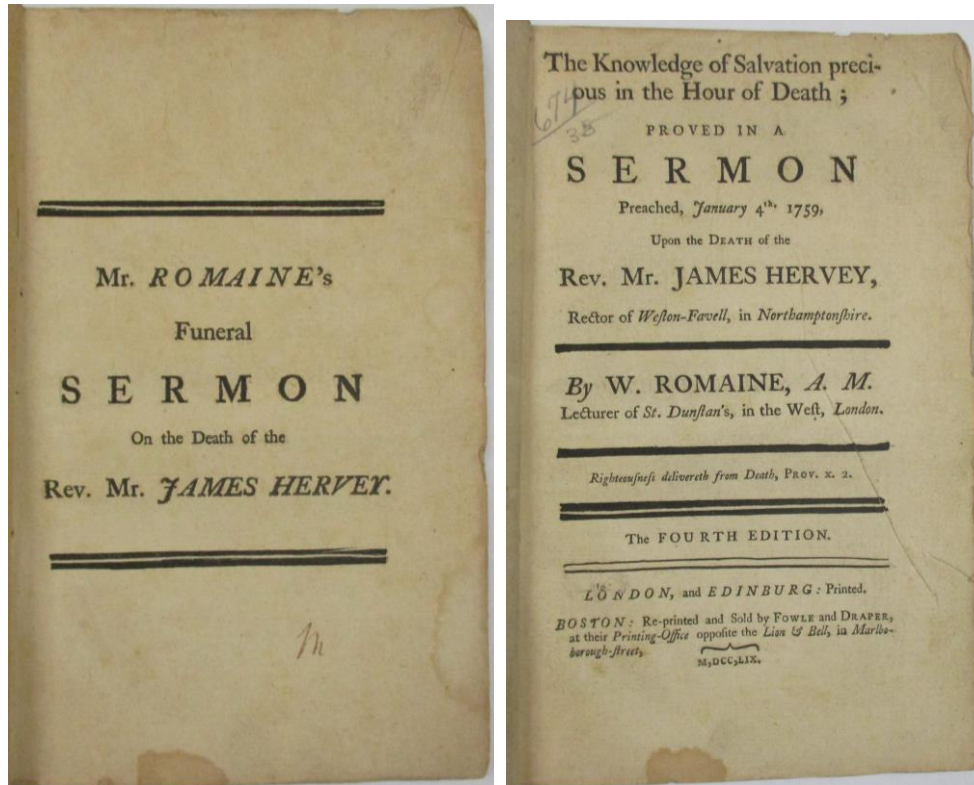 Mr. ROMAINE's
Funeral
SERMON
On the Death of the
Rev. Mr. JAMES HERVEY.
m
The Knowledge of Salvation preci-
ous in the Hour of Death ;
674
38
PROVED IN A
SERMON
Preached, January 4th. 1759,
Upon the DEATH of the
Rev. Mr. JAMES HERVEY,
Rector of Weſton-Favell, in Northamptonſhire.
By W. ROMAINE, A. M.
Lecturer of St. Dunſtan's, in the Weſt, London.
Righteouſneſs delivereth from Death, PROV. x. 2.
The FOURTH EDITION.
LONDON, and EDINBURG: Printed.
BOSTON: Re-printed and Sold by FOWLE and DRAPER,
at their Printing-Office oppoſite the Lion & Bell, in Marlbo-
borough-ſtreet,
M,DCC,LIX.